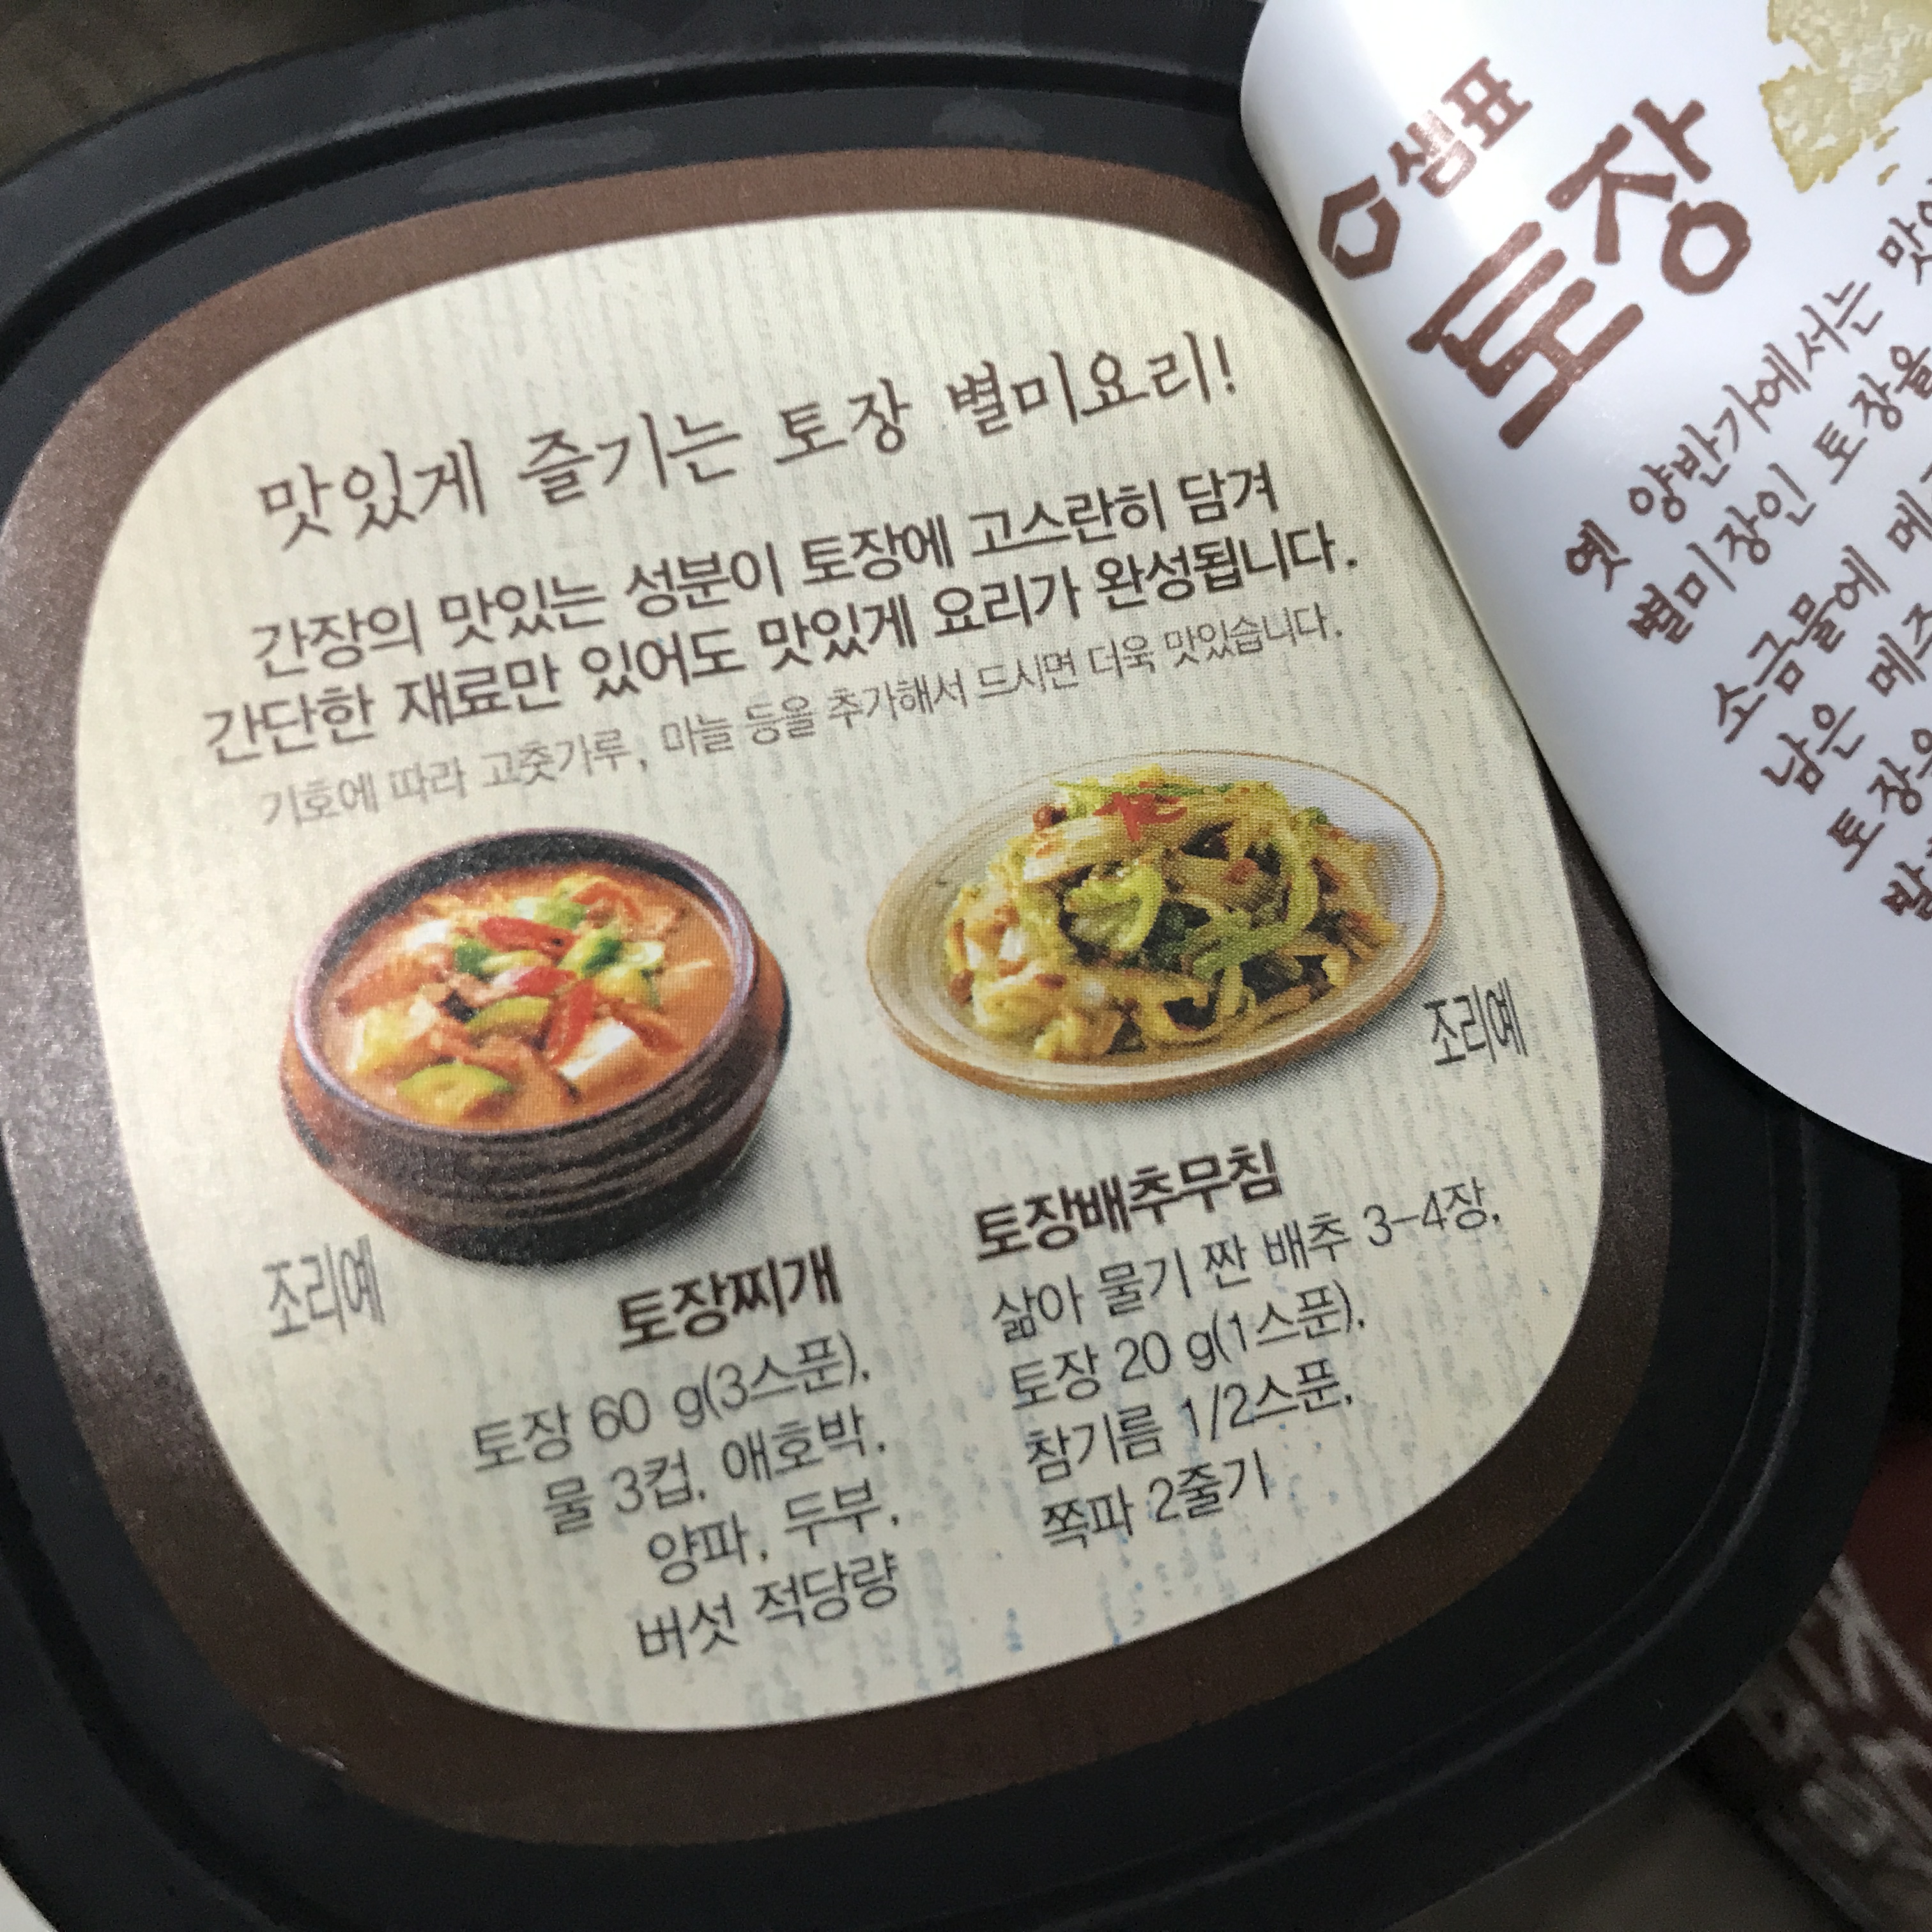 맛있게 즐기는 토장 별미요리!
간장의 맛있는 성분이 토장에 고스란히 담겨
간단한 재료만 있어도 맛있게 요리가 완성됩니다.
기호에 따라 고춧가루, 마늘 등을 추가해서 드시면 더욱 맛있습니다.
조리예
토장찌개
토장 60 g(3스푼),
물 3컵, 애호박,
양파, 두부,
버섯 적당량
조리예
토장배추무침
삶아 물기 짠 배추 3-4장,
토장 20 g(1스푼),
참기름 1/2스푼,
쪽파 2줄기
샘표
토장
옛 양반가에서는
별미장인 토장을
소금물에
남은